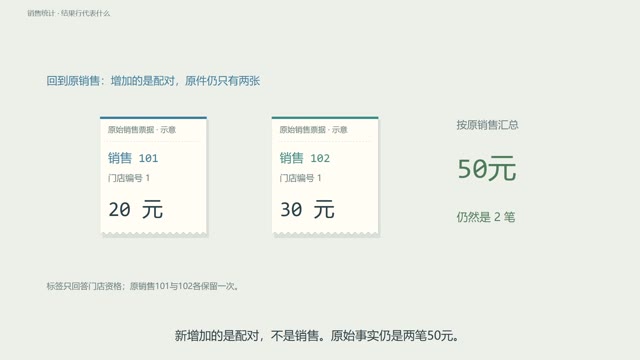 销售统计 · 结果行代表什么
回到原销售：增加的是配对，原件仍只有两张
原始销售票据 · 示意
销售 101
门店编号 1
20 元
原始销售票据 · 示意
销售 102
门店编号 1
30 元
按原销售汇总
50元
仍然是 2 笔
标签只回答门店资格；原销售101与102各保留一次。
新增加的是配对，不是销售。原始事实仍是两笔50元。